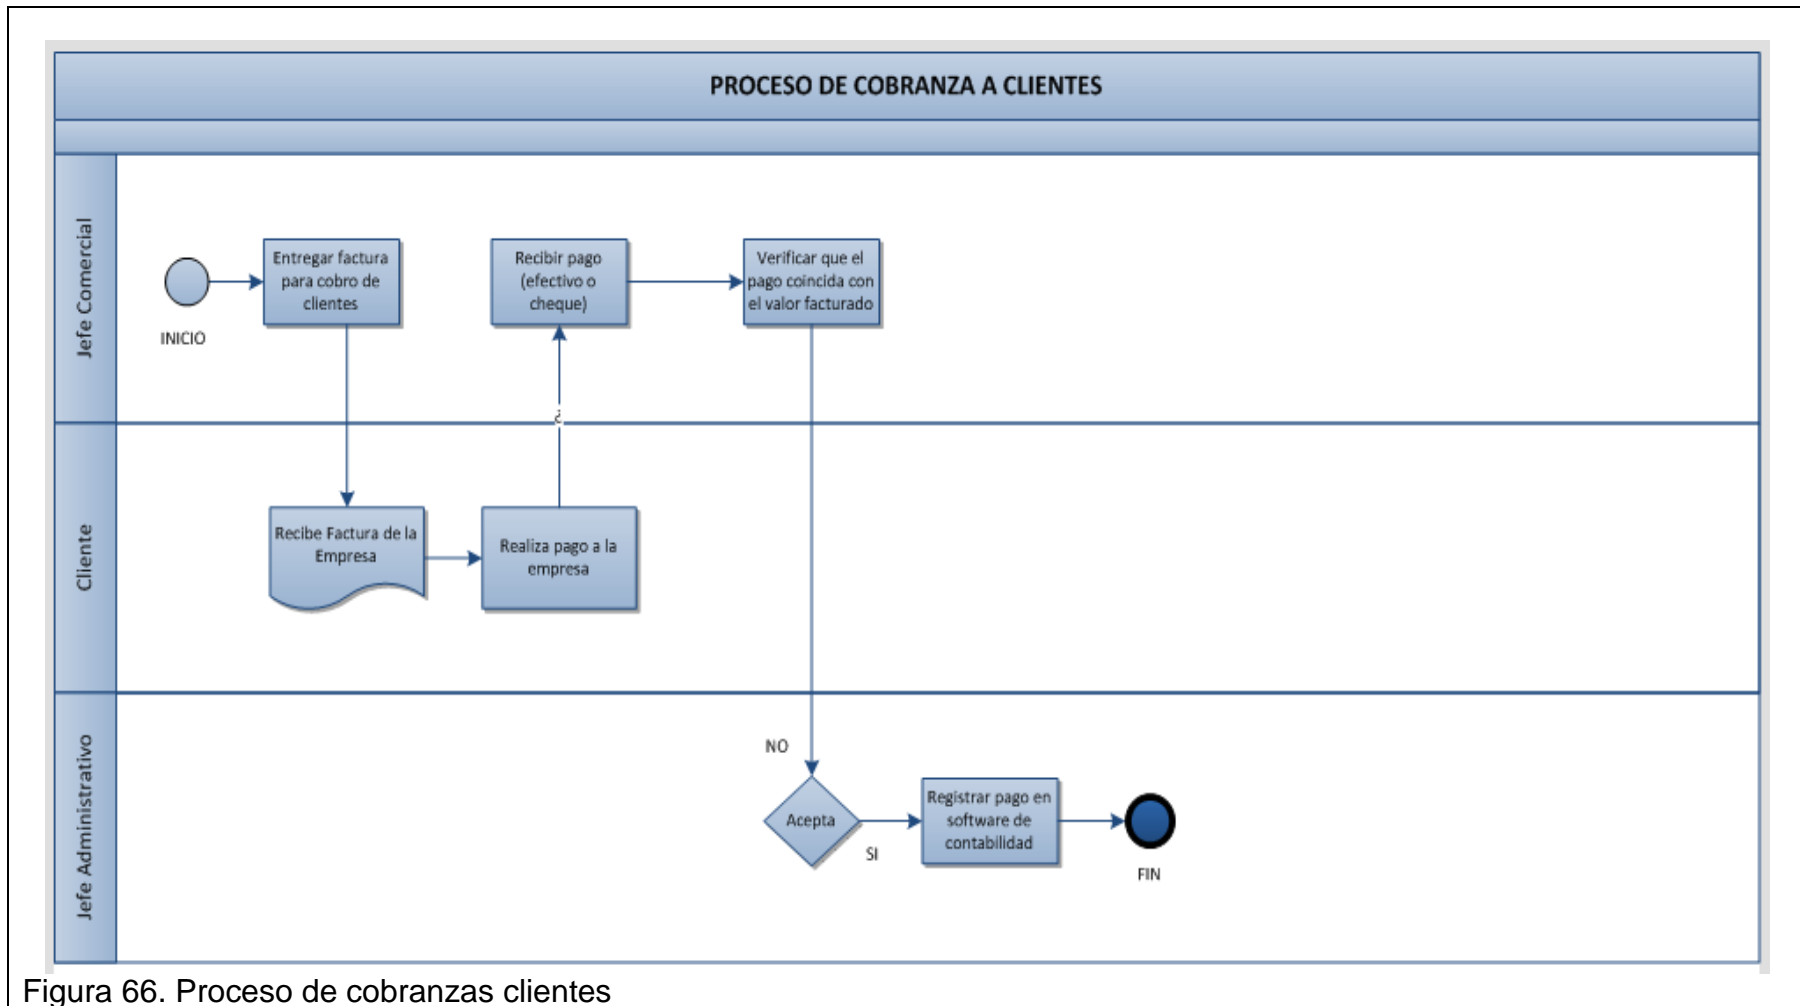 PROCESO DE COBRANZA A CLIENTES
Jefe Comercial
INICIO
Entregar factura
para cobro de
clientes
Recibir pago
(efectivo o
cheque)
Verificar que el
pago coincida con
el valor facturado
¿
Cliente
Recibe Factura de la
Empresa
Realiza pago a la
empresa
Jefe Administrativo
NO
Acepta
SI
Registrar pago en
software de
contabilidad
FIN
Figura 66. Proceso de cobranzas clientes